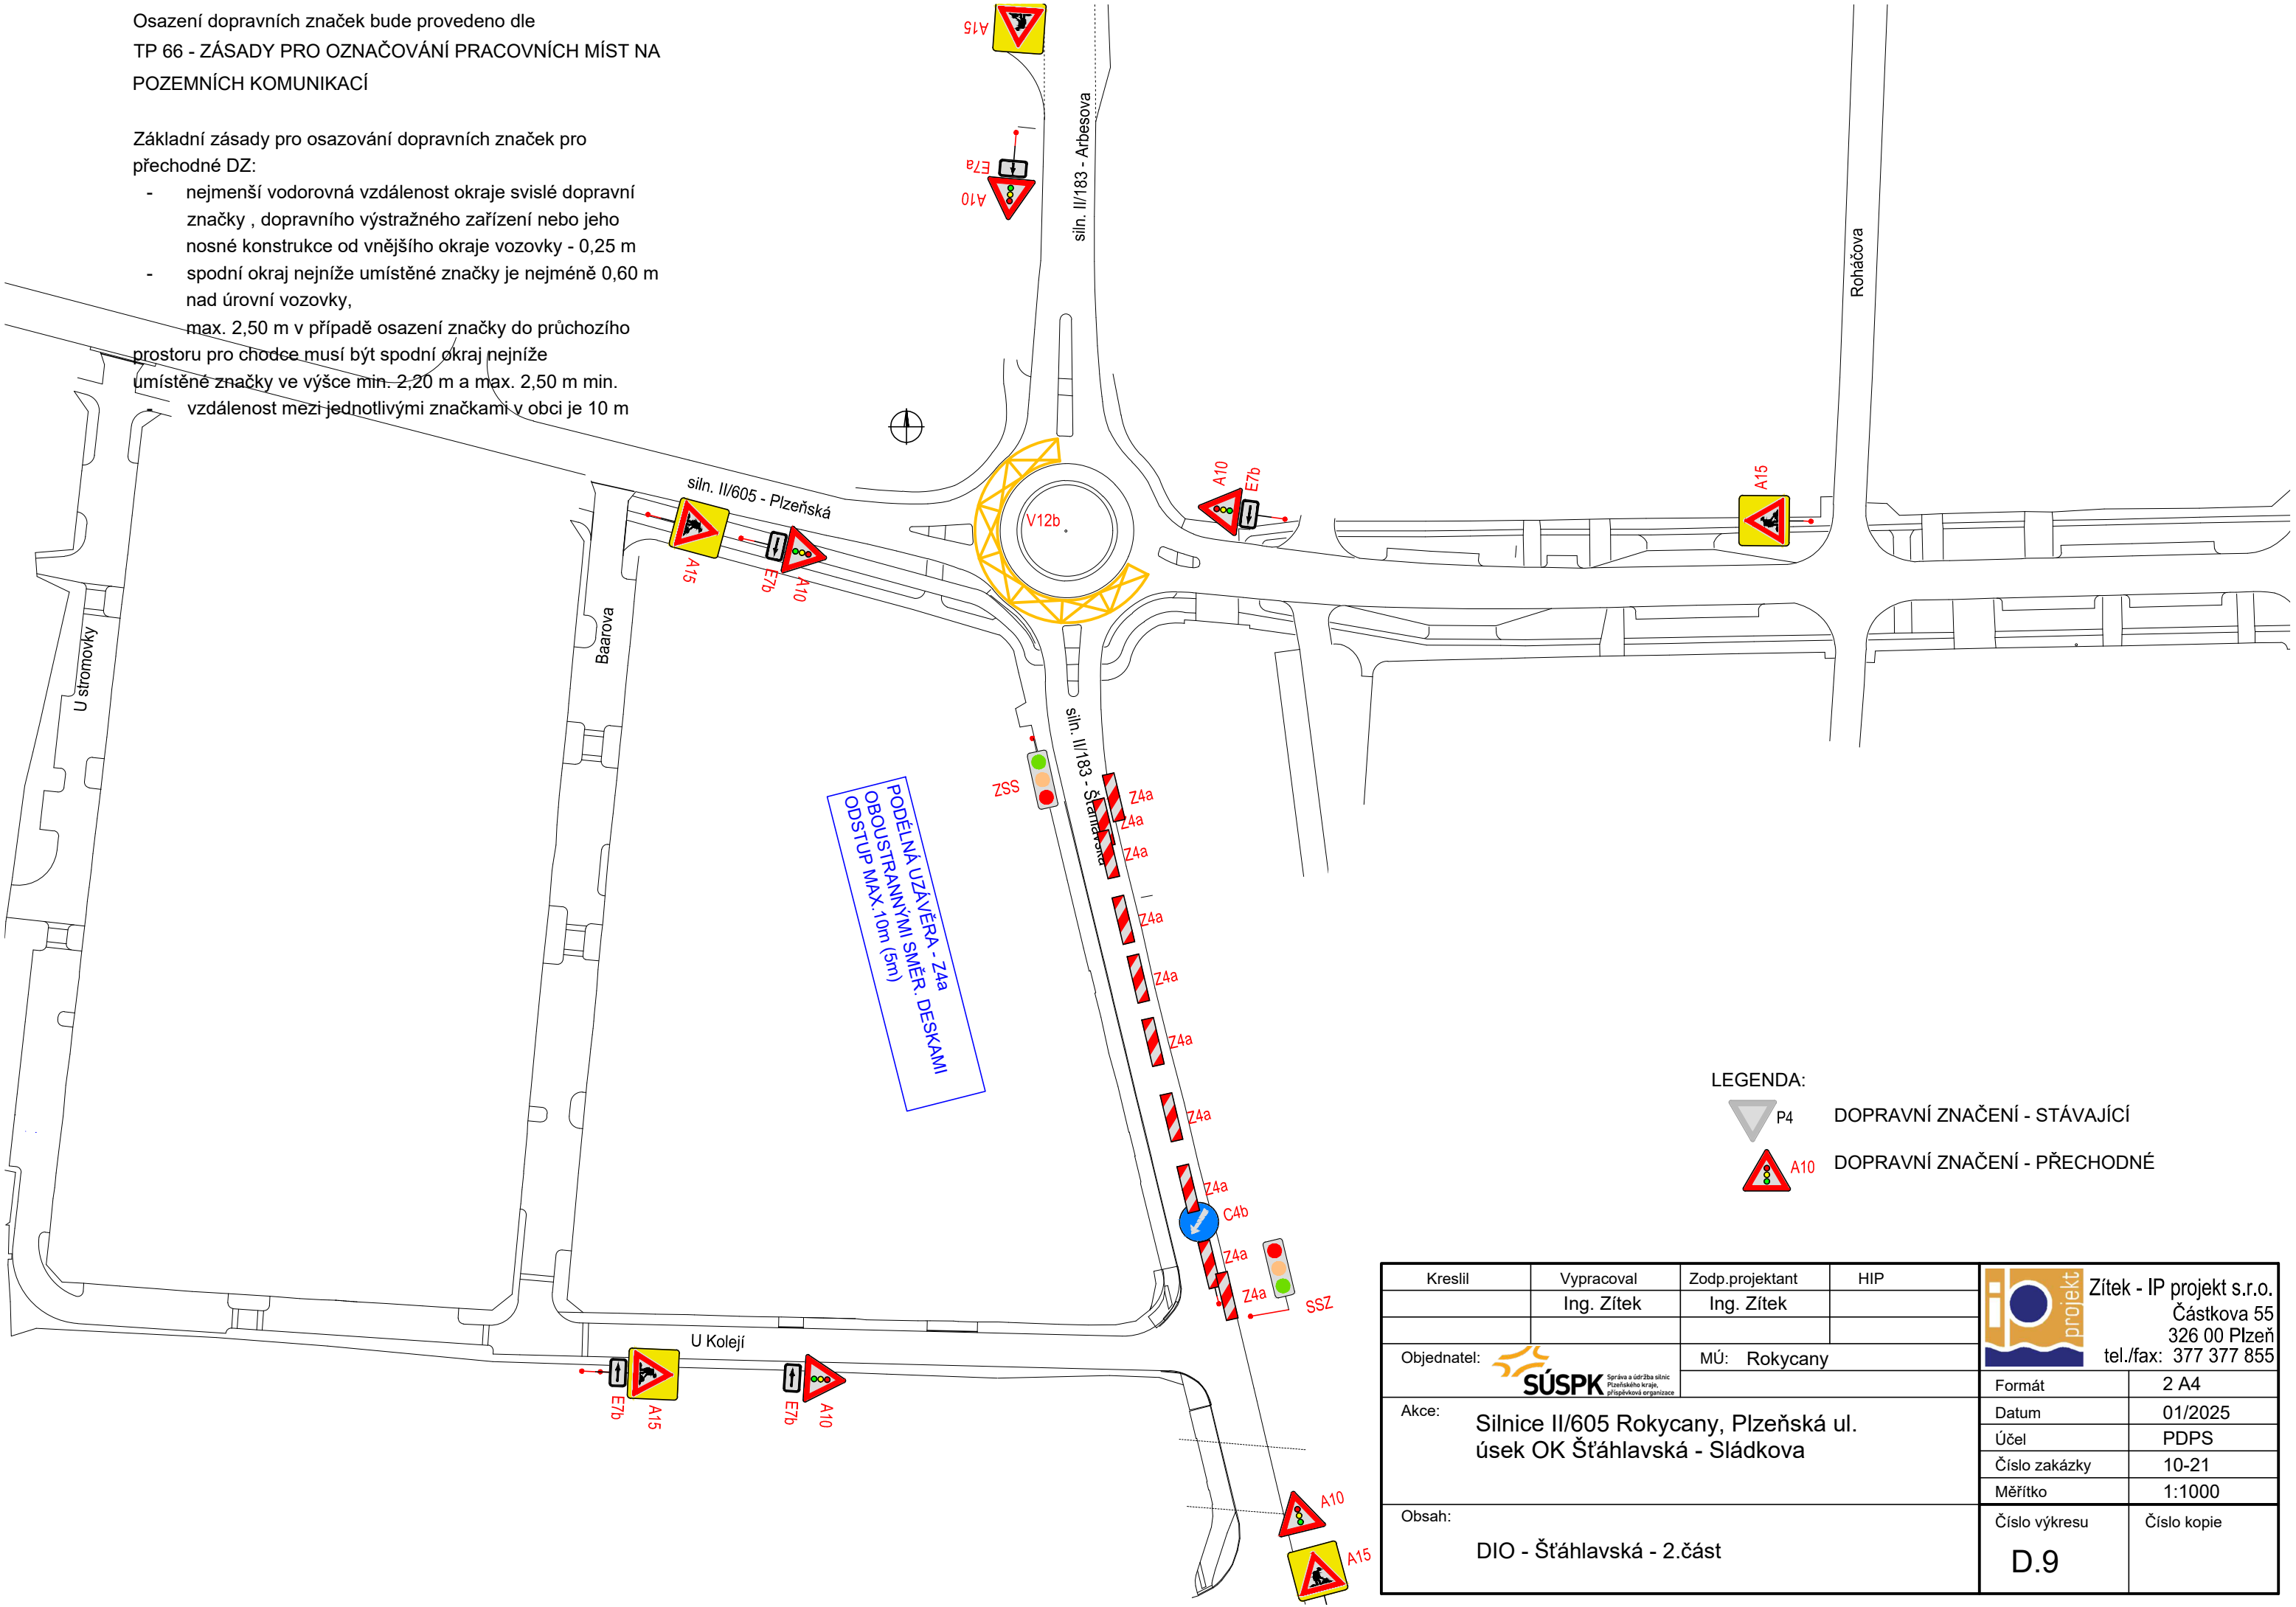 Osazení dopravních značek bude provedeno dle
TP 66 - ZÁSADY PRO OZNAČOVÁNÍ PRACOVNÍCH MÍST NA
POZEMNÍCH KOMUNIKACÍ
Základní zásady pro osazování dopravních značek pro
přechodné DZ:
- nejmenší vodorovná vzdálenost okraje svislé dopravní
značky , dopravního výstražného zařízení nebo jeho
nosné konstrukce od vnějšího okraje vozovky - 0,25 m
- spodní okraj nejníže umístěné značky je nejméně 0,60 m
nad úrovní vozovky,
max. 2,50 m v případě osazení značky do průchozího
prostoru pro chodce musí být spodní okraj nejníže
umístěné značky ve výšce min. 2,20 m a max. 2,50 m min.
- vzdálenost mezi jednotlivými značkami v obci je 10 m
A15
E7a
A10
siln. II/183 - Arbesova
Roháčova
siln. II/605 - Plzeňská
A15
E7b
A10
V12b
A10
E7b
A15
U stromovky
Baarova
siln. II/183 - Šťáhlavská
SSZ
Z4a
Z4a
Z4a
Z4a
Z4a
Z4a
Z4a
Z4a
C4b
Z4a
Z4a
SSZ
PODÉLNÁ UZÁVĚRA - Z4a
OBOUSTRANNÝMI SMĚR. DESKAMI
ODSTUP MAX.10m (5m)
U Kolejí
E7b
A15
E7b
A10
A10
A15
LEGENDA:
P4 DOPRAVNÍ ZNAČENÍ - STÁVAJÍCÍ
A10 DOPRAVNÍ ZNAČENÍ - PŘECHODNÉ
Kreslil Vypracoval Zodp.projektant HIP
Ing. Zítek Ing. Zítek
Objednatel:
SÚSPK
Správa a údržba silnic
Plzeňského kraje,
příspěvková organizace
MÚ: Rokycany
Akce:
Silnice II/605 Rokycany, Plzeňská ul.
úsek OK Šťáhlavská - Sládkova
Obsah:
DIO - Šťáhlavská - 2.část
ip projekt
Zítek - IP projekt s.r.o.
Částkova 55
326 00 Plzeň
tel./fax: 377 377 855
Formát 2 A4
Datum 01/2025
Účel PDPS
Číslo zakázky 10-21
Měřítko 1:1000
Číslo výkresu Číslo kopie
D.9